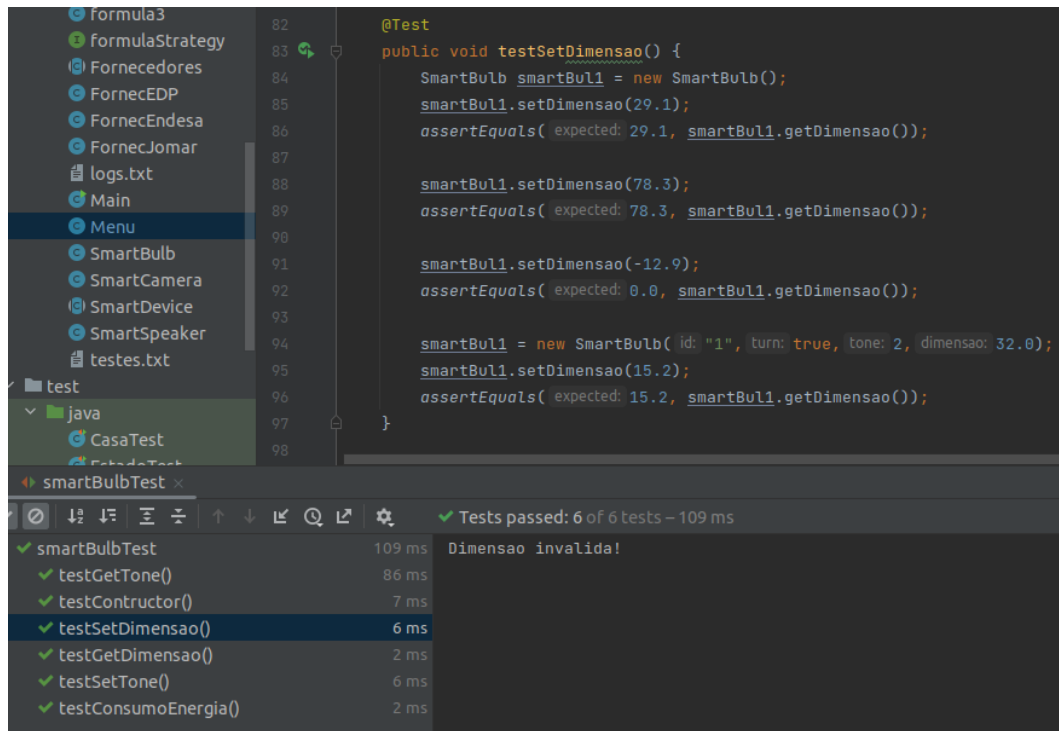 formula3
formulaStrategy
Fornecedores
FornecEDP
FornecEndesa
FornecJomar
logs.txt
Main
Menu
SmartBulb
SmartCamera
SmartDevice
SmartSpeaker
testes.txt
test
java
CasaTest
EstadoTest
82 @Test
83 public void testSetDimensao() {
84 SmartBulb smartBul1 = new SmartBulb();
85 smartBul1.setDimensao(29.1);
86 assertEquals( expected: 29.1, smartBul1.getDimensao());
87
88 smartBul1.setDimensao(78.3);
89 assertEquals( expected: 78.3, smartBul1.getDimensao());
90
91 smartBul1.setDimensao(-12.9);
92 assertEquals( expected: 0.0, smartBul1.getDimensao());
93
94 smartBul1 = new SmartBulb( id: "1", turn: true, tone: 2, dimensao: 32.0);
95 smartBul1.setDimensao(15.2);
96 assertEquals( expected: 15.2, smartBul1.getDimensao());
97 }
98
smartBulbTest ×
Tests passed: 6 of 6 tests – 109 ms
smartBulbTest 109 ms
testGetTone() 86 ms
testContructor() 7 ms
testSetDimensao() 6 ms
testGetDimensao() 2 ms
testSetTone() 6 ms
testConsumoEnergia() 2 ms
Dimensao invalida!